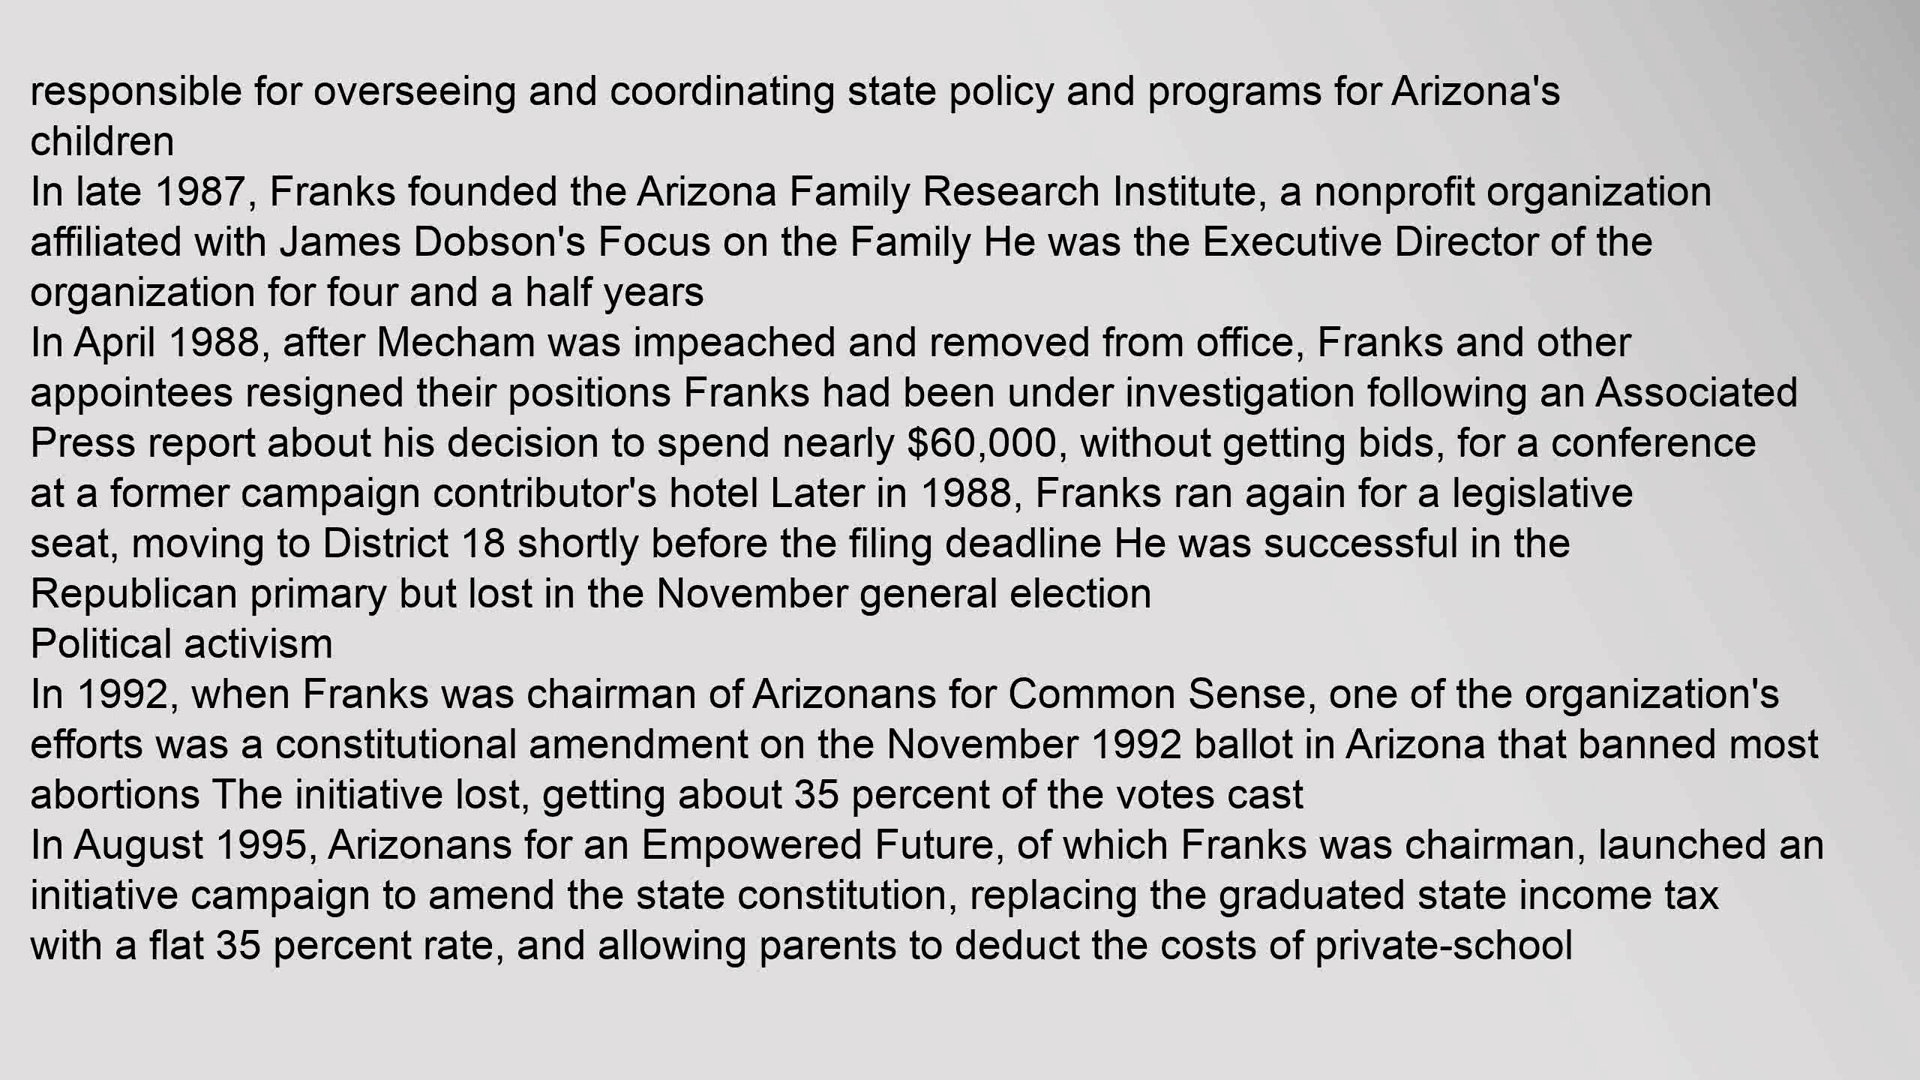 responsible for overseeing and coordinating state policy and programs for Arizona's
children
In late 1987, Franks founded the Arizona Family Research Institute, a nonprofit organization
affiliated with James Dobson's Focus on the Family He was the Executive Director of the
organization for four and a half years
In April 1988, after Mecham was impeached and removed from office, Franks and other
appointees resigned their positions Franks had been under investigation following an Associated
Press report about his decision to spend nearly $60,000, without getting bids, for a conference
at a former campaign contributor's hotel Later in 1988, Franks ran again for a legislative
seat, moving to District 18 shortly before the filing deadline He was successful in the
Republican primary but lost in the November general election
Political activism
In 1992, when Franks was chairman of Arizonans for Common Sense, one of the organization's
efforts was a constitutional amendment on the November 1992 ballot in Arizona that banned most
abortions The initiative lost, getting about 35 percent of the votes cast
In August 1995, Arizonans for an Empowered Future, of which Franks was chairman, launched an
initiative campaign to amend the state constitution, replacing the graduated state income tax
with a flat 35 percent rate, and allowing parents to deduct the costs of private-school